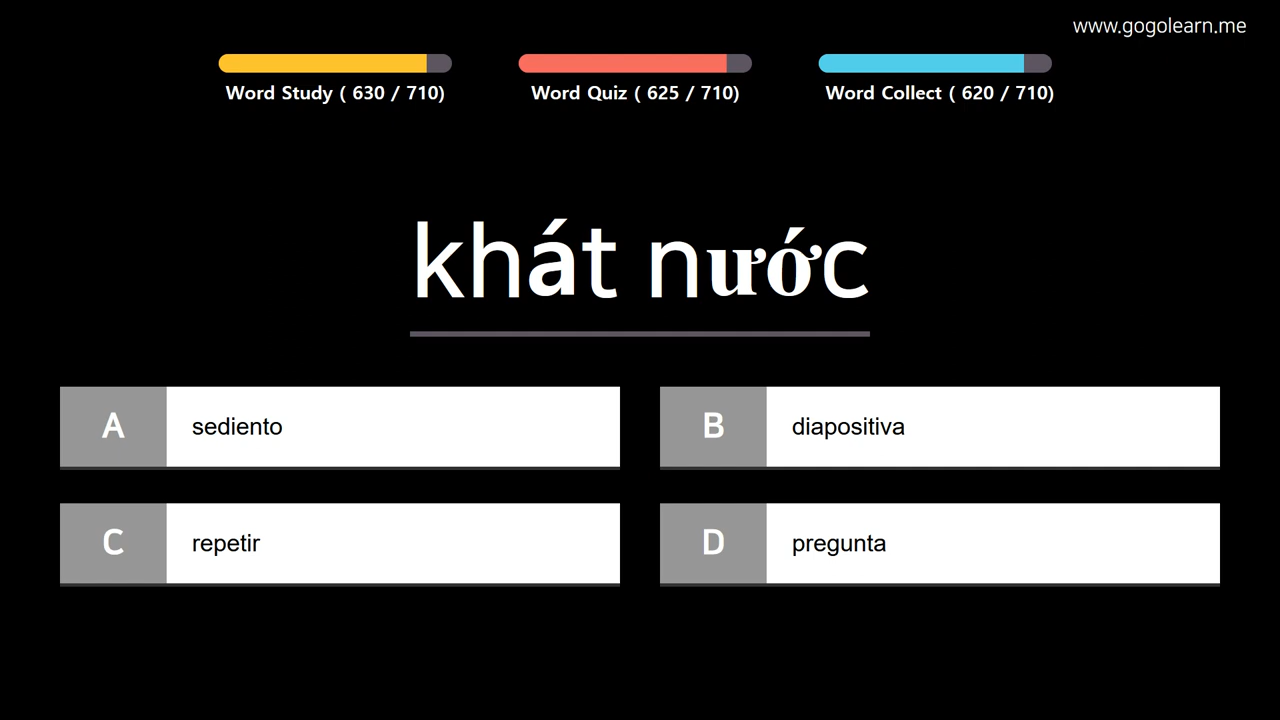 www.gogolearn.me
Word Study ( 630 / 710)
Word Quiz ( 625 / 710)
Word Collect ( 620 / 710)
khát nước
A sediento
B diapositiva
C repetir
D pregunta